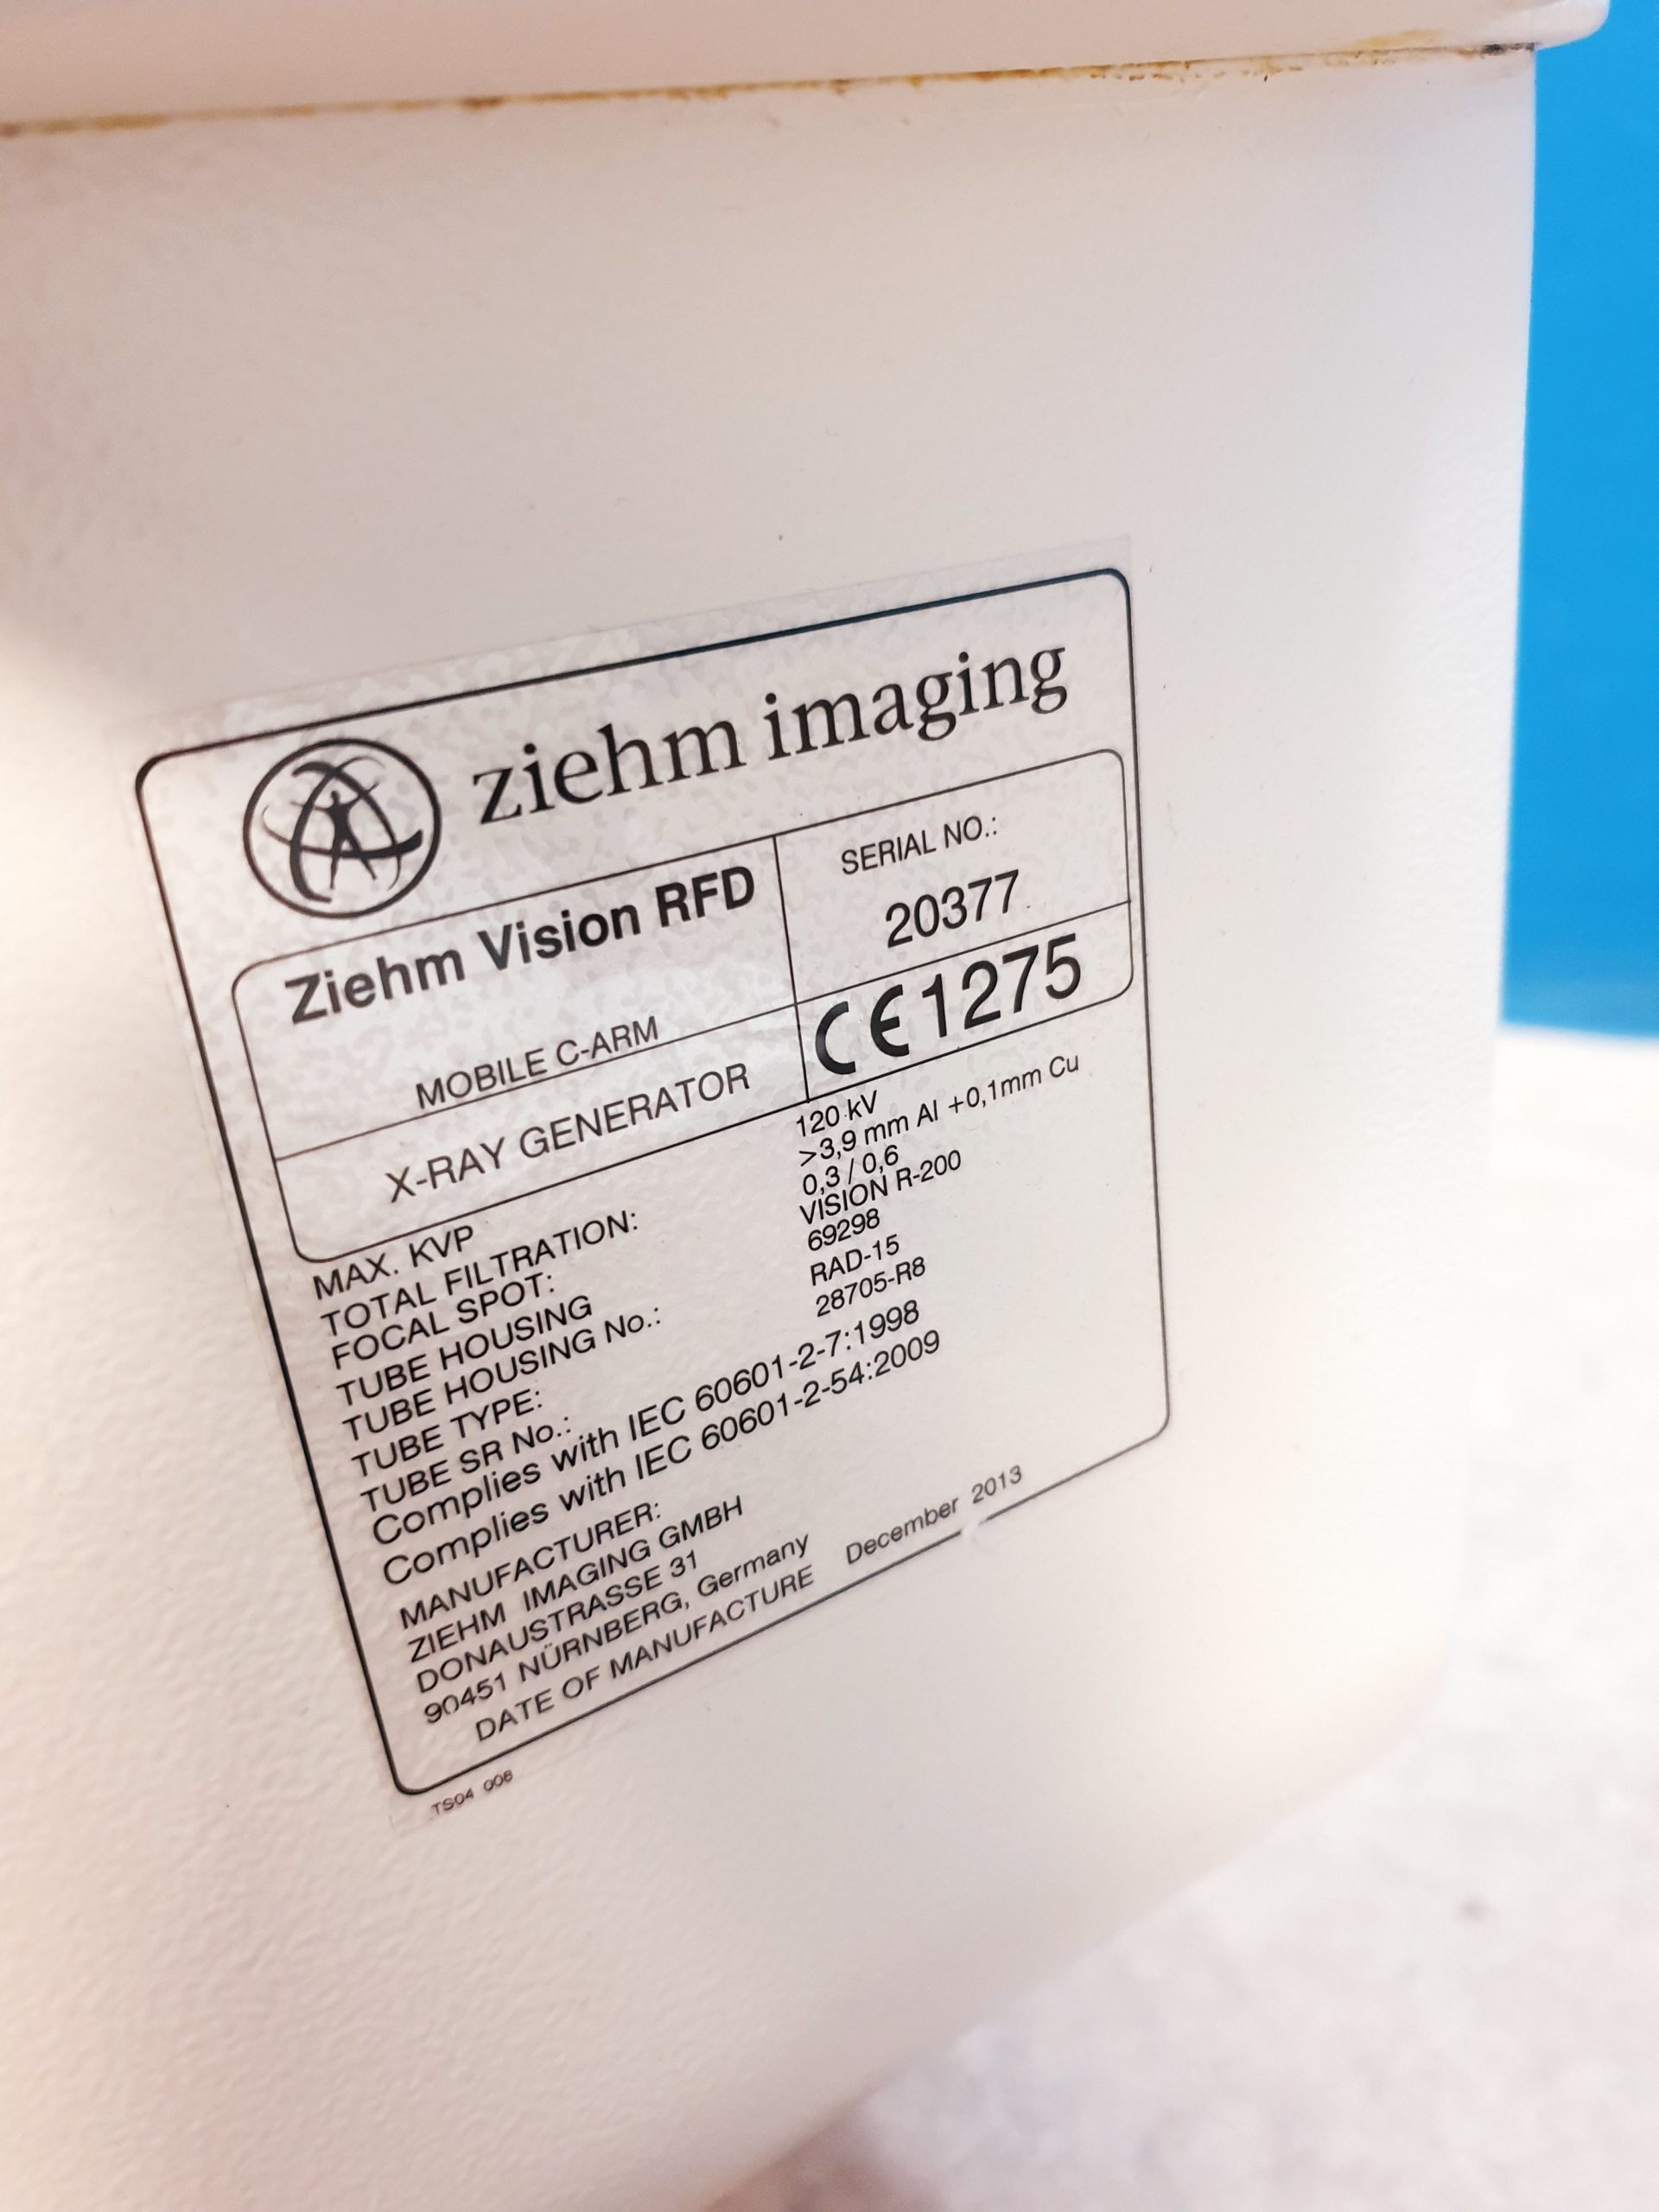 ziehm imaging
Ziehm Vision RFD
MOBILE C-ARM
SERIAL NO.:
20377
X-RAY GENERATOR
CE 1275
MAX. KVP 120 kV
TOTAL FILTRATION: >3,9 mm Al +0,1mm Cu
FOCAL SPOT: 0,3 / 0,6
TUBE HOUSING VISION R-200
TUBE HOUSING No.: 69298
TUBE TYPE: RAD-15
TUBE SR No.: 28705-R8
Complies with IEC 60601-2-7:1998
Complies with IEC 60601-2-54:2009
MANUFACTURER:
ZIEHM IMAGING GMBH
DONAUSTRASSE 31
90451 NÜRNBERG, Germany
DATE OF MANUFACTURE December 2013
TS04 006